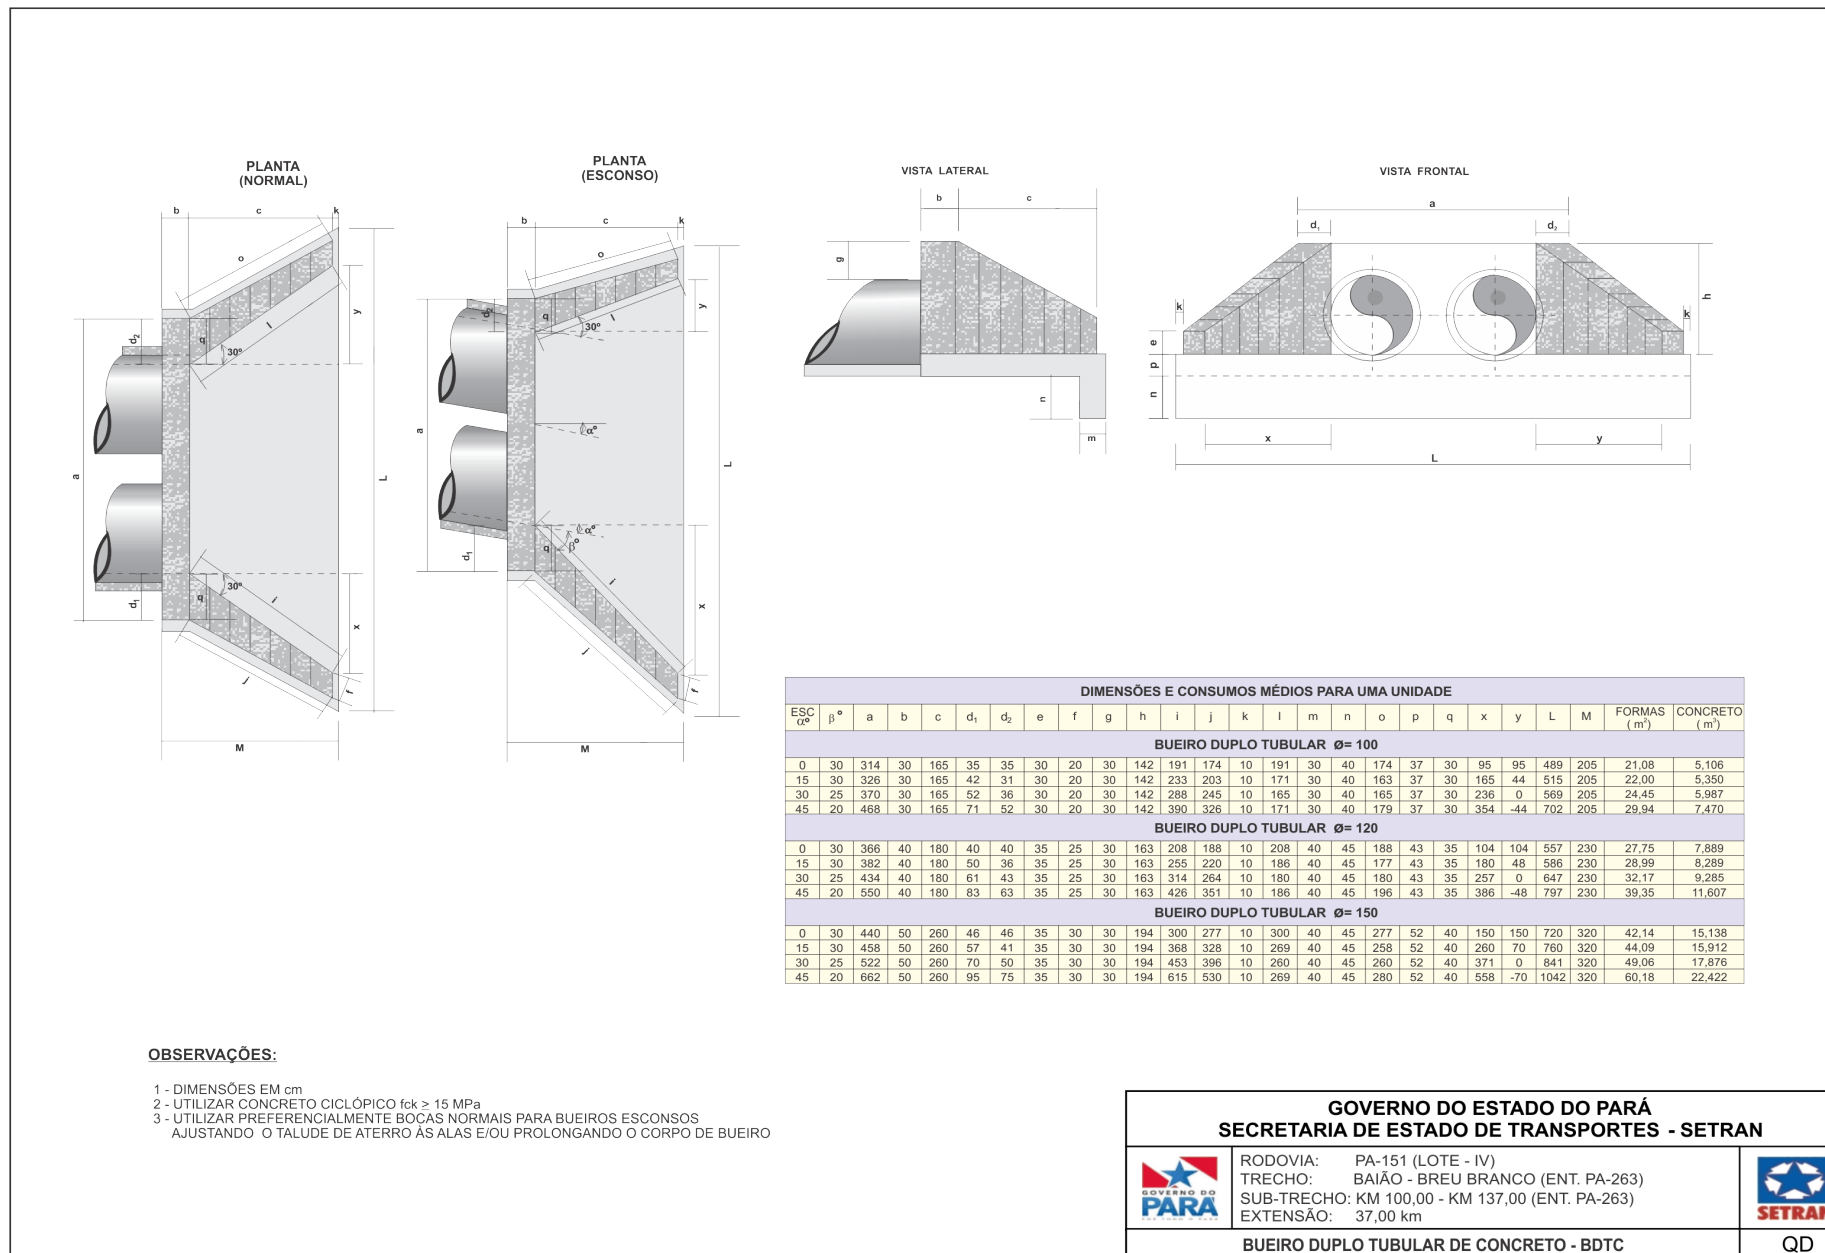 PLANTA
(NORMAL)
b c k
o
y
l
d2
q
30º
a
L
30º
q
d1
i
x
j
f
M
PLANTA
(ESCONSO)
b c k
o
y
d2
q
l
30º
a
αº
L
αº
βº
q
d1
i
x
j
f
M
VISTA LATERAL
b c
g
n
m
VISTA FRONTAL
a
d1 d2
h
k k
e
p
n
x y
L
DIMENSÕES E CONSUMOS MÉDIOS PARA UMA UNIDADE
ESC αº βº a b c d1 d2 e f g h i j k l m n o p q x y L M FORMAS (m²) CONCRETO (m³)
BUEIRO DUPLO TUBULAR Ø= 100
0 30 314 30 165 35 35 30 20 30 142 191 174 10 191 30 40 174 37 30 95 95 489 205 21,08 5,106
15 30 326 30 165 42 31 30 20 30 142 233 203 10 171 30 40 163 37 30 165 44 515 205 22,00 5,350
30 25 370 30 165 52 36 30 20 30 142 288 245 10 165 30 40 165 37 30 236 0 569 205 24,45 5,987
45 20 468 30 165 71 52 30 20 30 142 390 326 10 171 30 40 179 37 30 354 -44 702 205 29,94 7,470
BUEIRO DUPLO TUBULAR Ø= 120
0 30 366 40 180 40 40 35 25 30 163 208 188 10 208 40 45 188 43 35 104 104 557 230 27,75 7,889
15 30 382 40 180 50 36 35 25 30 163 255 220 10 186 40 45 177 43 35 180 48 586 230 28,99 8,289
30 25 434 40 180 61 43 35 25 30 163 314 264 10 180 40 45 180 43 35 257 0 647 230 32,17 9,285
45 20 550 40 180 83 63 35 25 30 163 426 351 10 186 40 45 196 43 35 386 -48 797 230 39,35 11,607
BUEIRO DUPLO TUBULAR Ø= 150
0 30 440 50 260 46 46 35 30 30 194 300 277 10 300 40 45 277 52 40 150 150 720 320 42,14 15,138
15 30 458 50 260 57 41 35 30 30 194 368 328 10 269 40 45 258 52 40 260 70 760 320 44,09 15,912
30 25 522 50 260 70 50 35 30 30 194 453 396 10 260 40 45 260 52 40 371 0 841 320 49,06 17,876
45 20 662 50 260 95 75 35 30 30 194 615 530 10 269 40 45 280 52 40 558 -70 1042 320 60,18 22,422
OBSERVAÇÕES:
1 - DIMENSÕES EM cm
2 - UTILIZAR CONCRETO CICLÓPICO fck ≥ 15 MPa
3 - UTILIZAR PREFERENCIALMENTE BOCAS NORMAIS PARA BUEIROS ESCONSOS
AJUSTANDO O TALUDE DE ATERRO ÀS ALAS E/OU PROLONGANDO O CORPO DE BUEIRO
GOVERNO DO ESTADO DO PARÁ
SECRETARIA DE ESTADO DE TRANSPORTES - SETRAN
GOVERNO DO
PARÁ
RODOVIA: PA-151 (LOTE - IV)
TRECHO: BAIÃO - BREU BRANCO (ENT. PA-263)
SUB-TRECHO: KM 100,00 - KM 137,00 (ENT. PA-263)
EXTENSÃO: 37,00 km
SETRAN
BUEIRO DUPLO TUBULAR DE CONCRETO - BDTC
QD